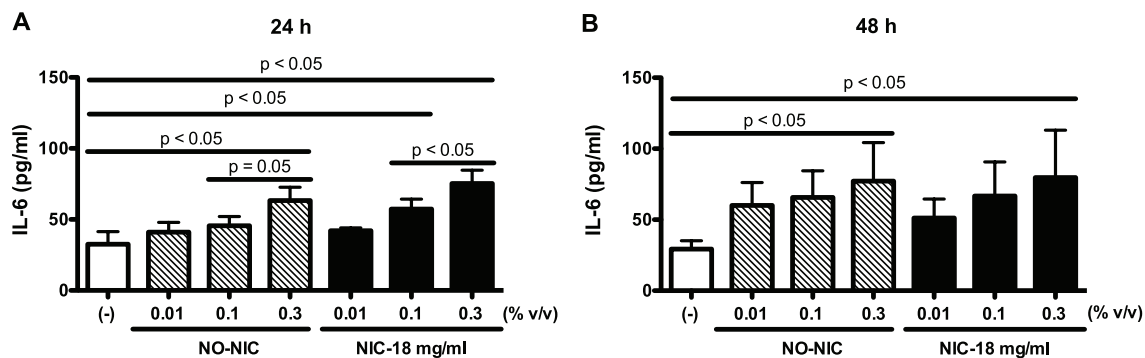 A
24 h
150
100
50
0
IL-6 (pg/ml)
p < 0.05
p < 0.05
p < 0.05
p = 0.05
p < 0.05
(-) 0.01 0.1 0.3 0.01 0.1 0.3 (% v/v)
NO-NIC NIC-18 mg/ml
B
48 h
150
100
50
0
IL-6 (pg/ml)
p < 0.05
p < 0.05
(-) 0.01 0.1 0.3 0.01 0.1 0.3 (% v/v)
NO-NIC NIC-18 mg/ml